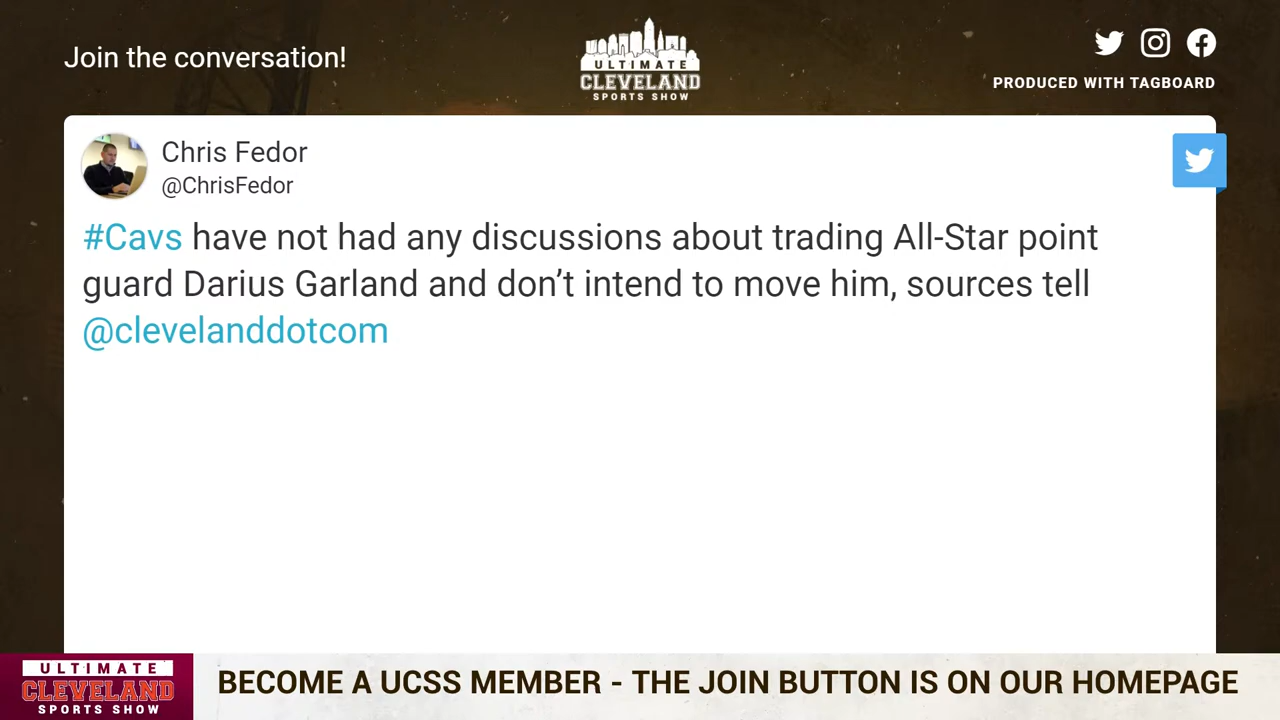 Join the conversation!
ULTIMATE
CLEVELAND
SPORTS SHOW
PRODUCED WITH TAGBOARD
Chris Fedor
@ChrisFedor
#Cavs have not had any discussions about trading All-Star point
guard Darius Garland and don’t intend to move him, sources tell
@clevelanddotcom
ULTIMATE
CLEVELAND
SPORTS SHOW
BECOME A UCSS MEMBER - THE JOIN BUTTON IS ON OUR HOMEPAGE